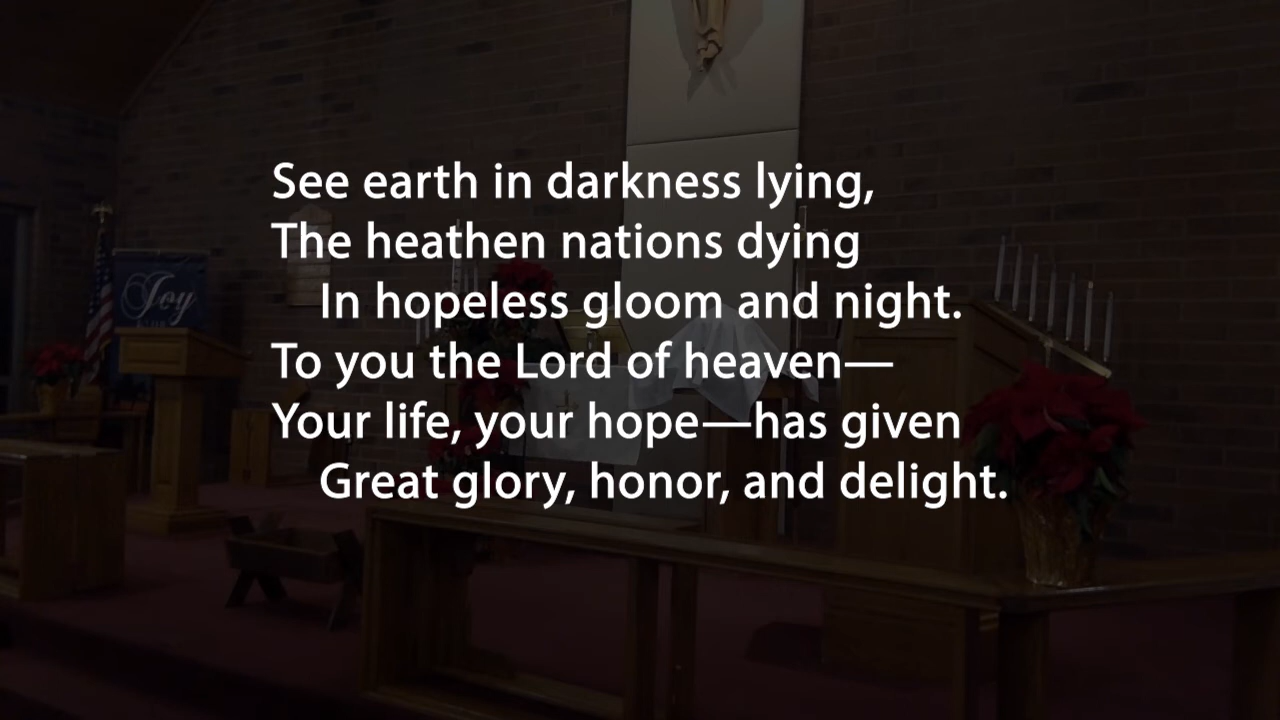 Joy
See earth in darkness lying,
The heathen nations dying
In hopeless gloom and night.
To you the Lord of heaven—
Your life, your hope—has given
Great glory, honor, and delight.